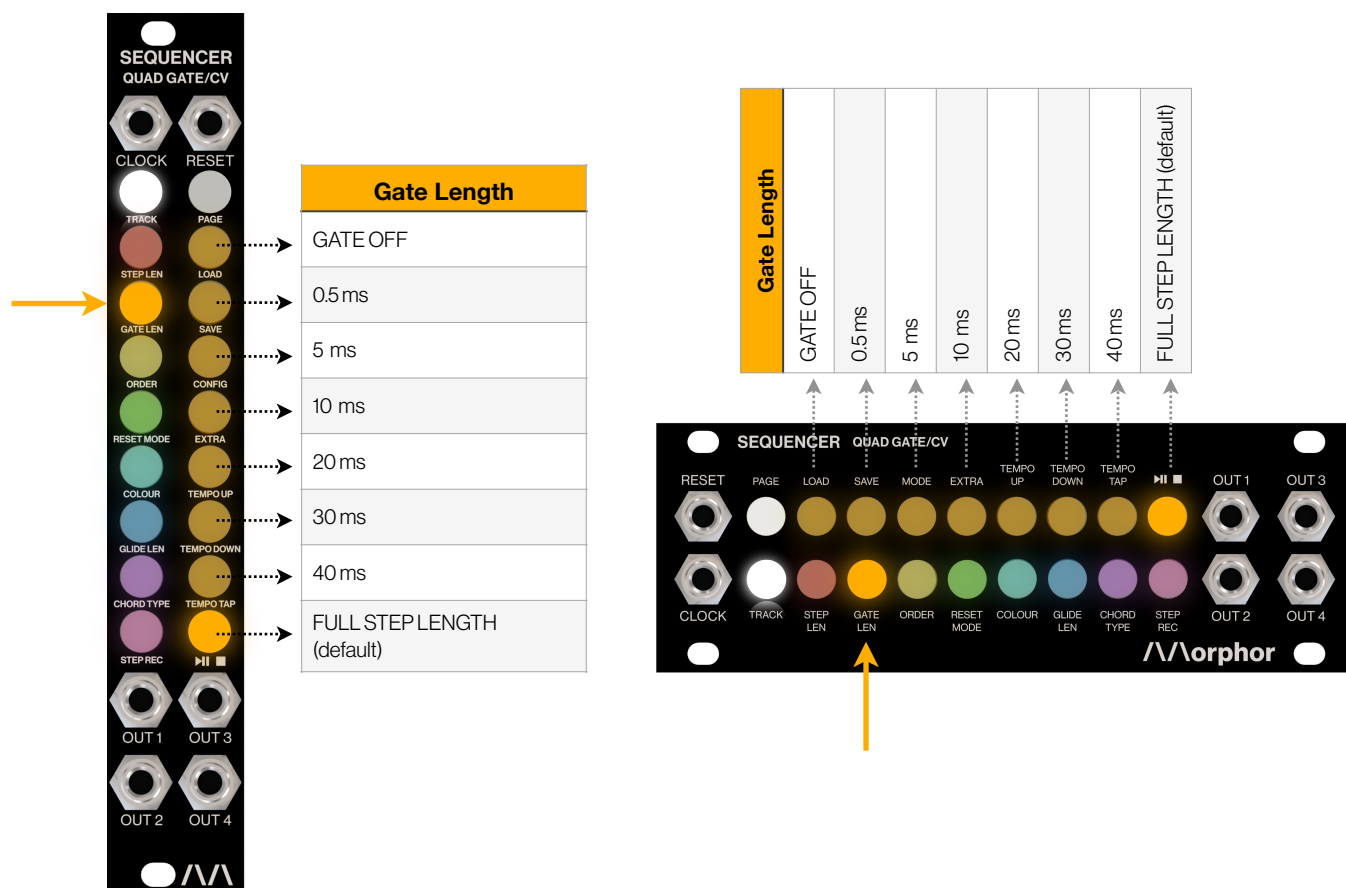 SEQUENCER
QUAD GATE/CV
CLOCK RESET
TRACK PAGE
STEP LEN LOAD
GATE LEN SAVE
ORDER CONFIG
RESET MODE EXTRA
COLOUR TEMPO UP
GLIDE LEN TEMPO DOWN
CHORD TYPE TEMPO TAP
STEP REC
OUT 1 OUT 3
OUT 2 OUT 4
Gate Length
GATE OFF
0.5 ms
5 ms
10 ms
20 ms
30 ms
40 ms
FULL STEP LENGTH
(default)
Gate Length
GATE OFF
0.5 ms
5 ms
10 ms
20 ms
30 ms
40 ms
FULL STEP LENGTH (default)
SEQUENCER QUAD GATE/CV
RESET PAGE LOAD SAVE MODE EXTRA TEMPO UP TEMPO DOWN TEMPO TAP OUT 1 OUT 3
CLOCK TRACK STEP LEN GATE LEN ORDER RESET MODE COLOUR GLIDE LEN CHORD TYPE STEP REC OUT 2 OUT 4
/\/\orphor